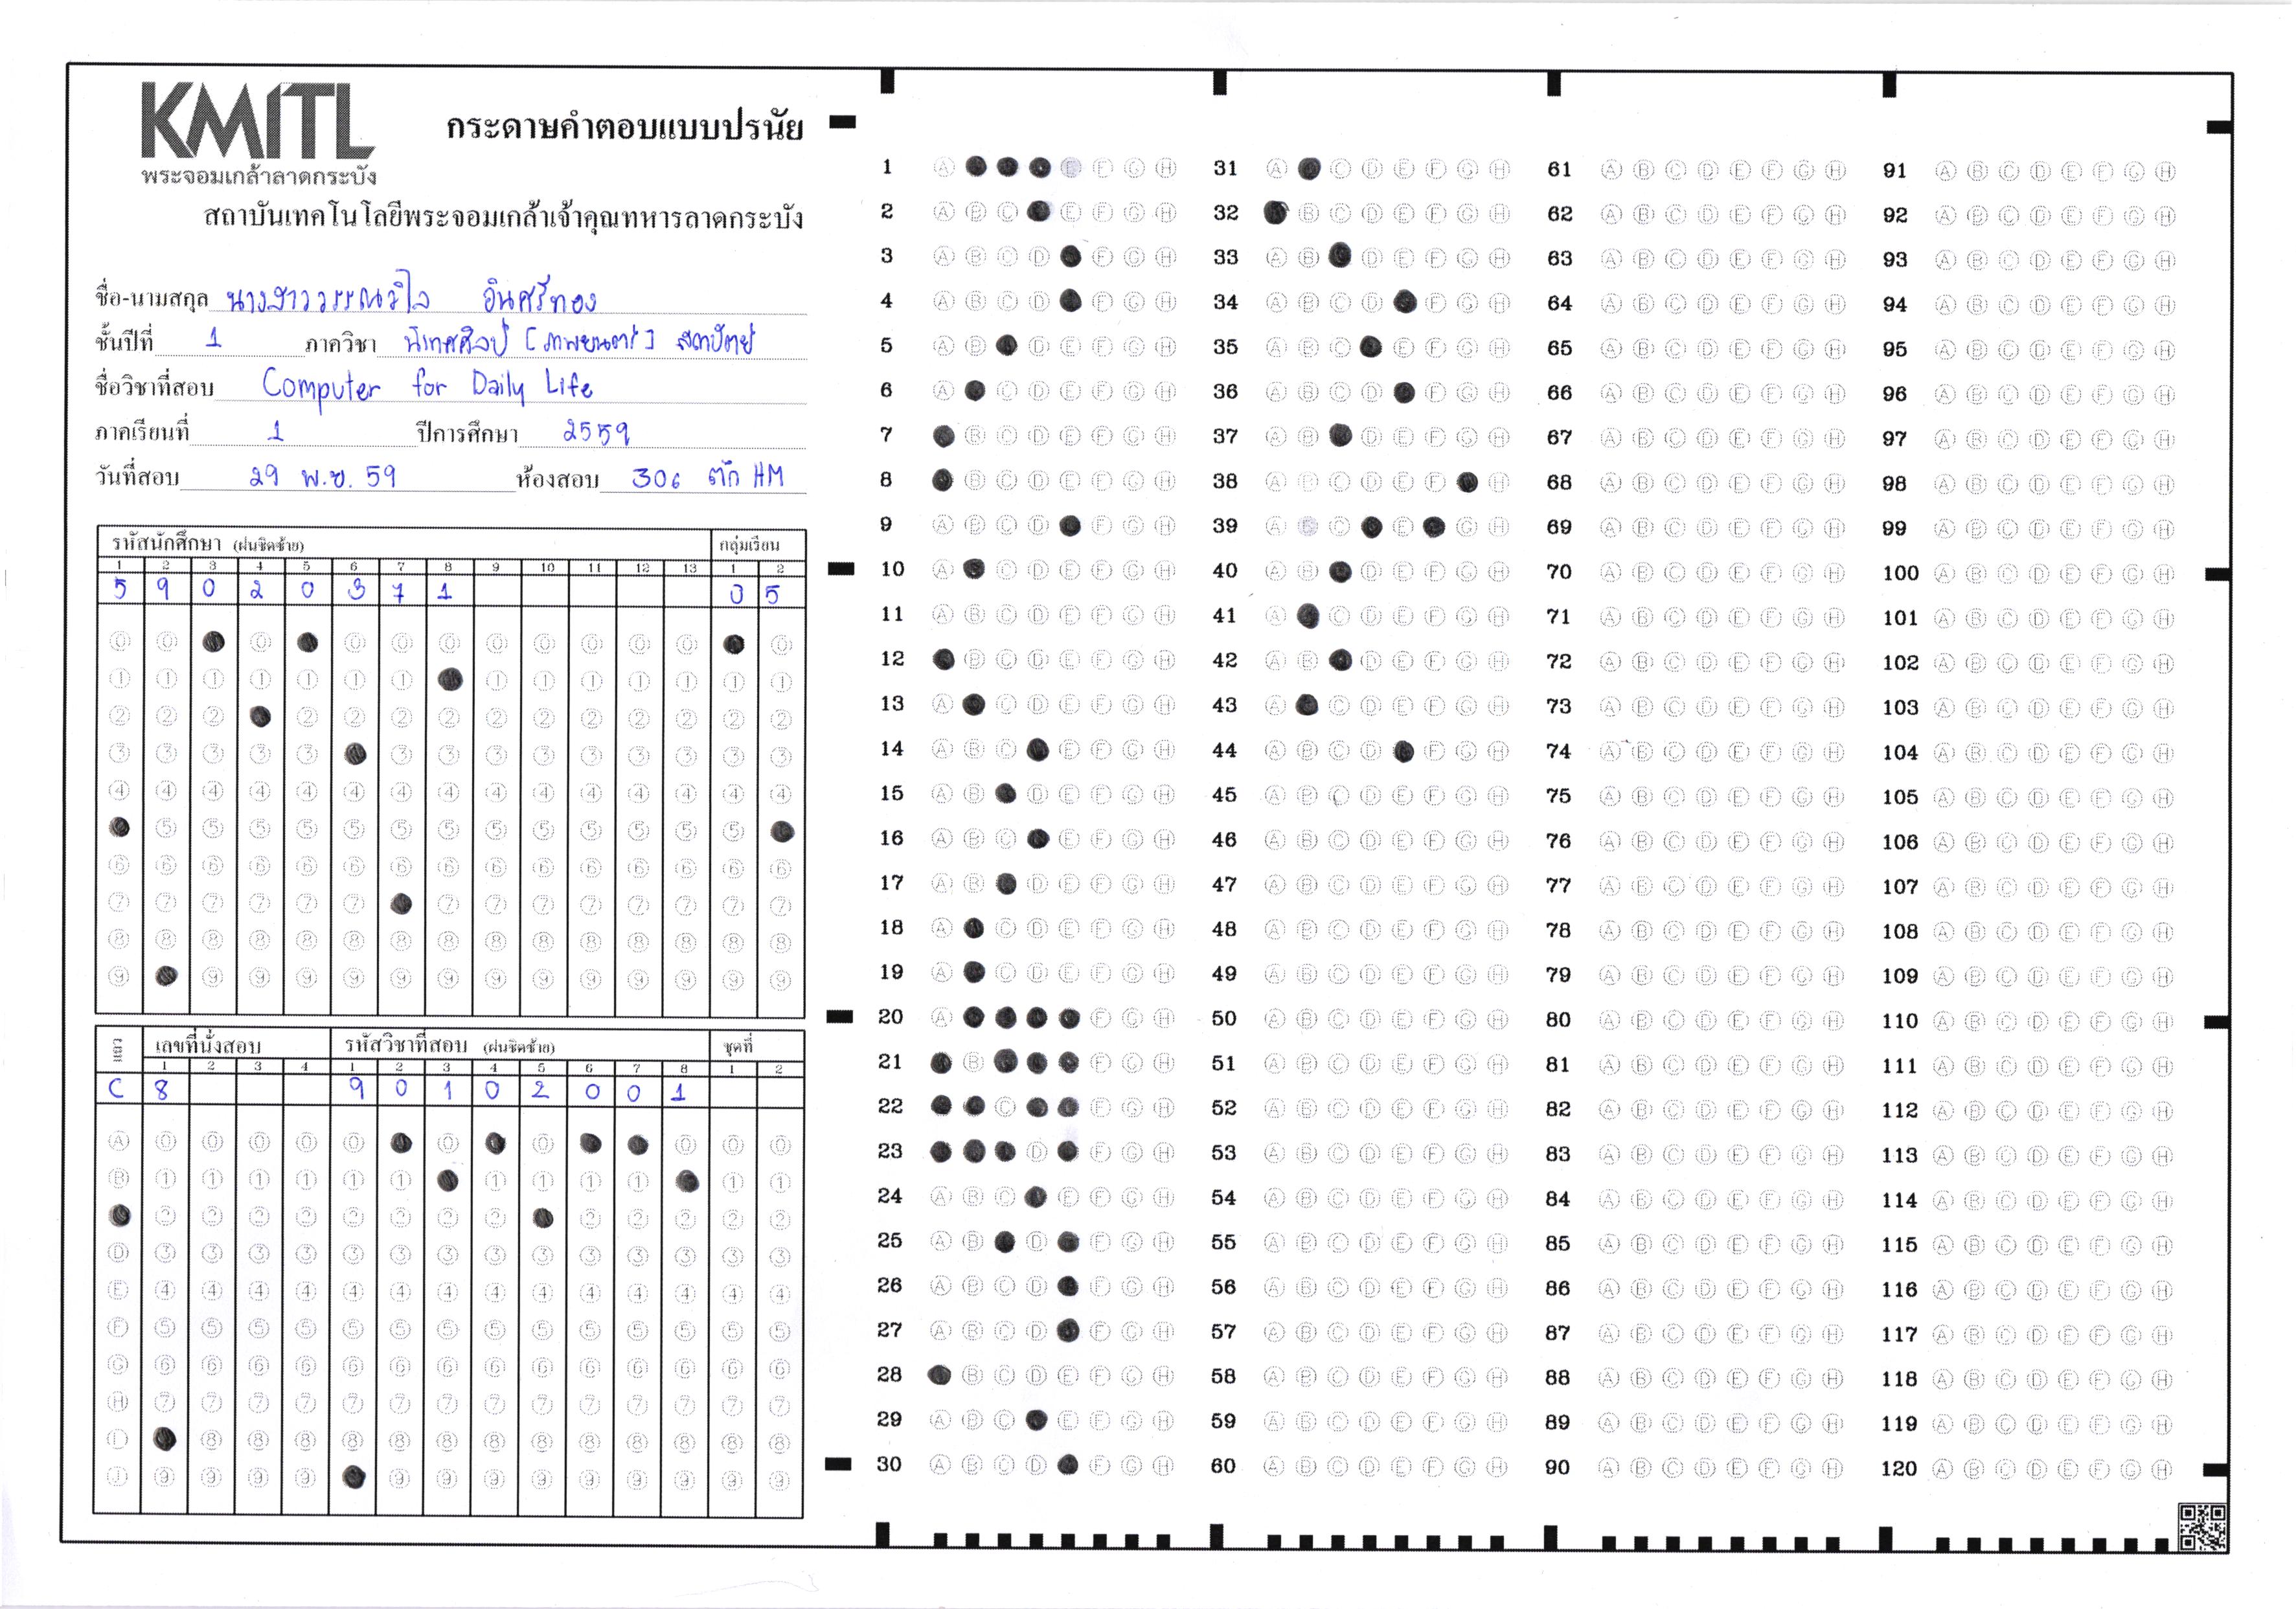 KMITL
พระจอมเกล้าลาดกระบัง
กระดาษคำตอบแบบปรนัย
สถาบันเทคโนโลยีพระจอมเกล้าเจ้าคุณทหารลาดกระบัง
ชื่อ-นามสกุล นางสาววรรณวิไล อินศรีทอง
ชั้นปีที่ 1 ภาควิชา นิเทศศิลป์ [ภาพยนตร์] สถาปัตย์
ชื่อวิชาที่สอบ Computer for Daily Life
ภาคเรียนที่ 1 ปีการศึกษา 2559
วันที่สอบ 29 พ.ย. 59 ห้องสอบ 306 ตึก HM
รหัสนักศึกษา (ฝนชิดซ้าย) กลุ่มเรียน
1 2 3 4 5 6 7 8 9 10 11 12 13 1 2
5 9 0 2 0 3 7 1 0 5
แถว เลขที่นั่งสอบ รหัสวิชาที่สอบ (ฝนชิดซ้าย) ชุดที่
1 2 3 4 1 2 3 4 5 6 7 8 1 2
C 8 9 0 1 0 2 0 0 1
1 31 61 91
2 32 62 92
3 33 63 93
4 34 64 94
5 35 65 95
6 36 66 96
7 37 67 97
8 38 68 98
9 39 69 99
10 40 70 100
11 41 71 101
12 42 72 102
13 43 73 103
14 44 74 104
15 45 75 105
16 46 76 106
17 47 77 107
18 48 78 108
19 49 79 109
20 50 80 110
21 51 81 111
22 52 82 112
23 53 83 113
24 54 84 114
25 55 85 115
26 56 86 116
27 57 87 117
28 58 88 118
29 59 89 119
30 60 90 120